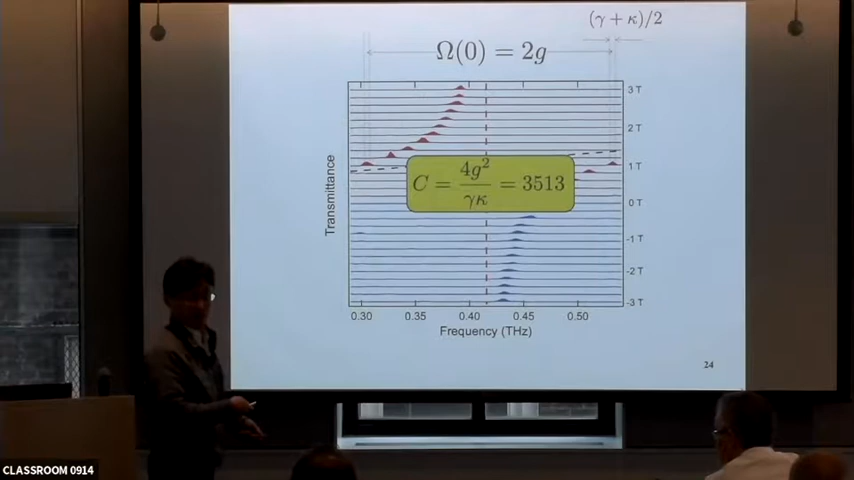 (γ + κ)/2
Ω(0) = 2g
3 T
2 T
1 T
0 T
-1 T
-2 T
-3 T
C = 4g²/γκ = 3513
Transmittance
0.30 0.35 0.40 0.45 0.50
Frequency (THz)
24
CLASSROOM 0914